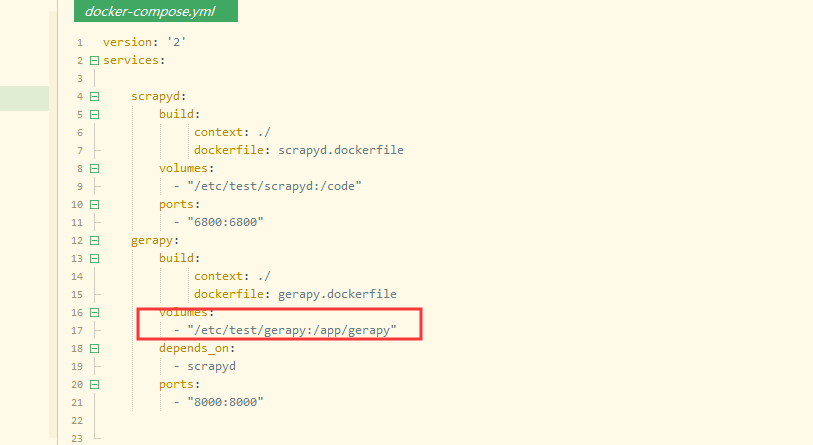 docker-compose.yml
1 version: '2'
2 services:
3
4 scrapyd:
5 build:
6 context: ./
7 dockerfile: scrapyd.dockerfile
8 volumes:
9 - "/etc/test/scrapyd:/code"
10 ports:
11 - "6800:6800"
12 gerapy:
13 build:
14 context: ./
15 dockerfile: gerapy.dockerfile
16 volumes:
17 - "/etc/test/gerapy:/app/gerapy"
18 depends_on:
19 - scrapyd
20 ports:
21 - "8000:8000"
22
23